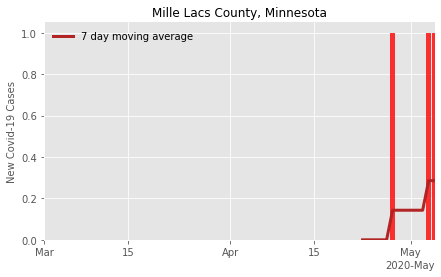 Mille Lacs County, Minnesota
7 day moving average
New Covid-19 Cases
1.0
0.8
0.6
0.4
0.2
0.0
Mar
15
Apr
15
May
2020-May